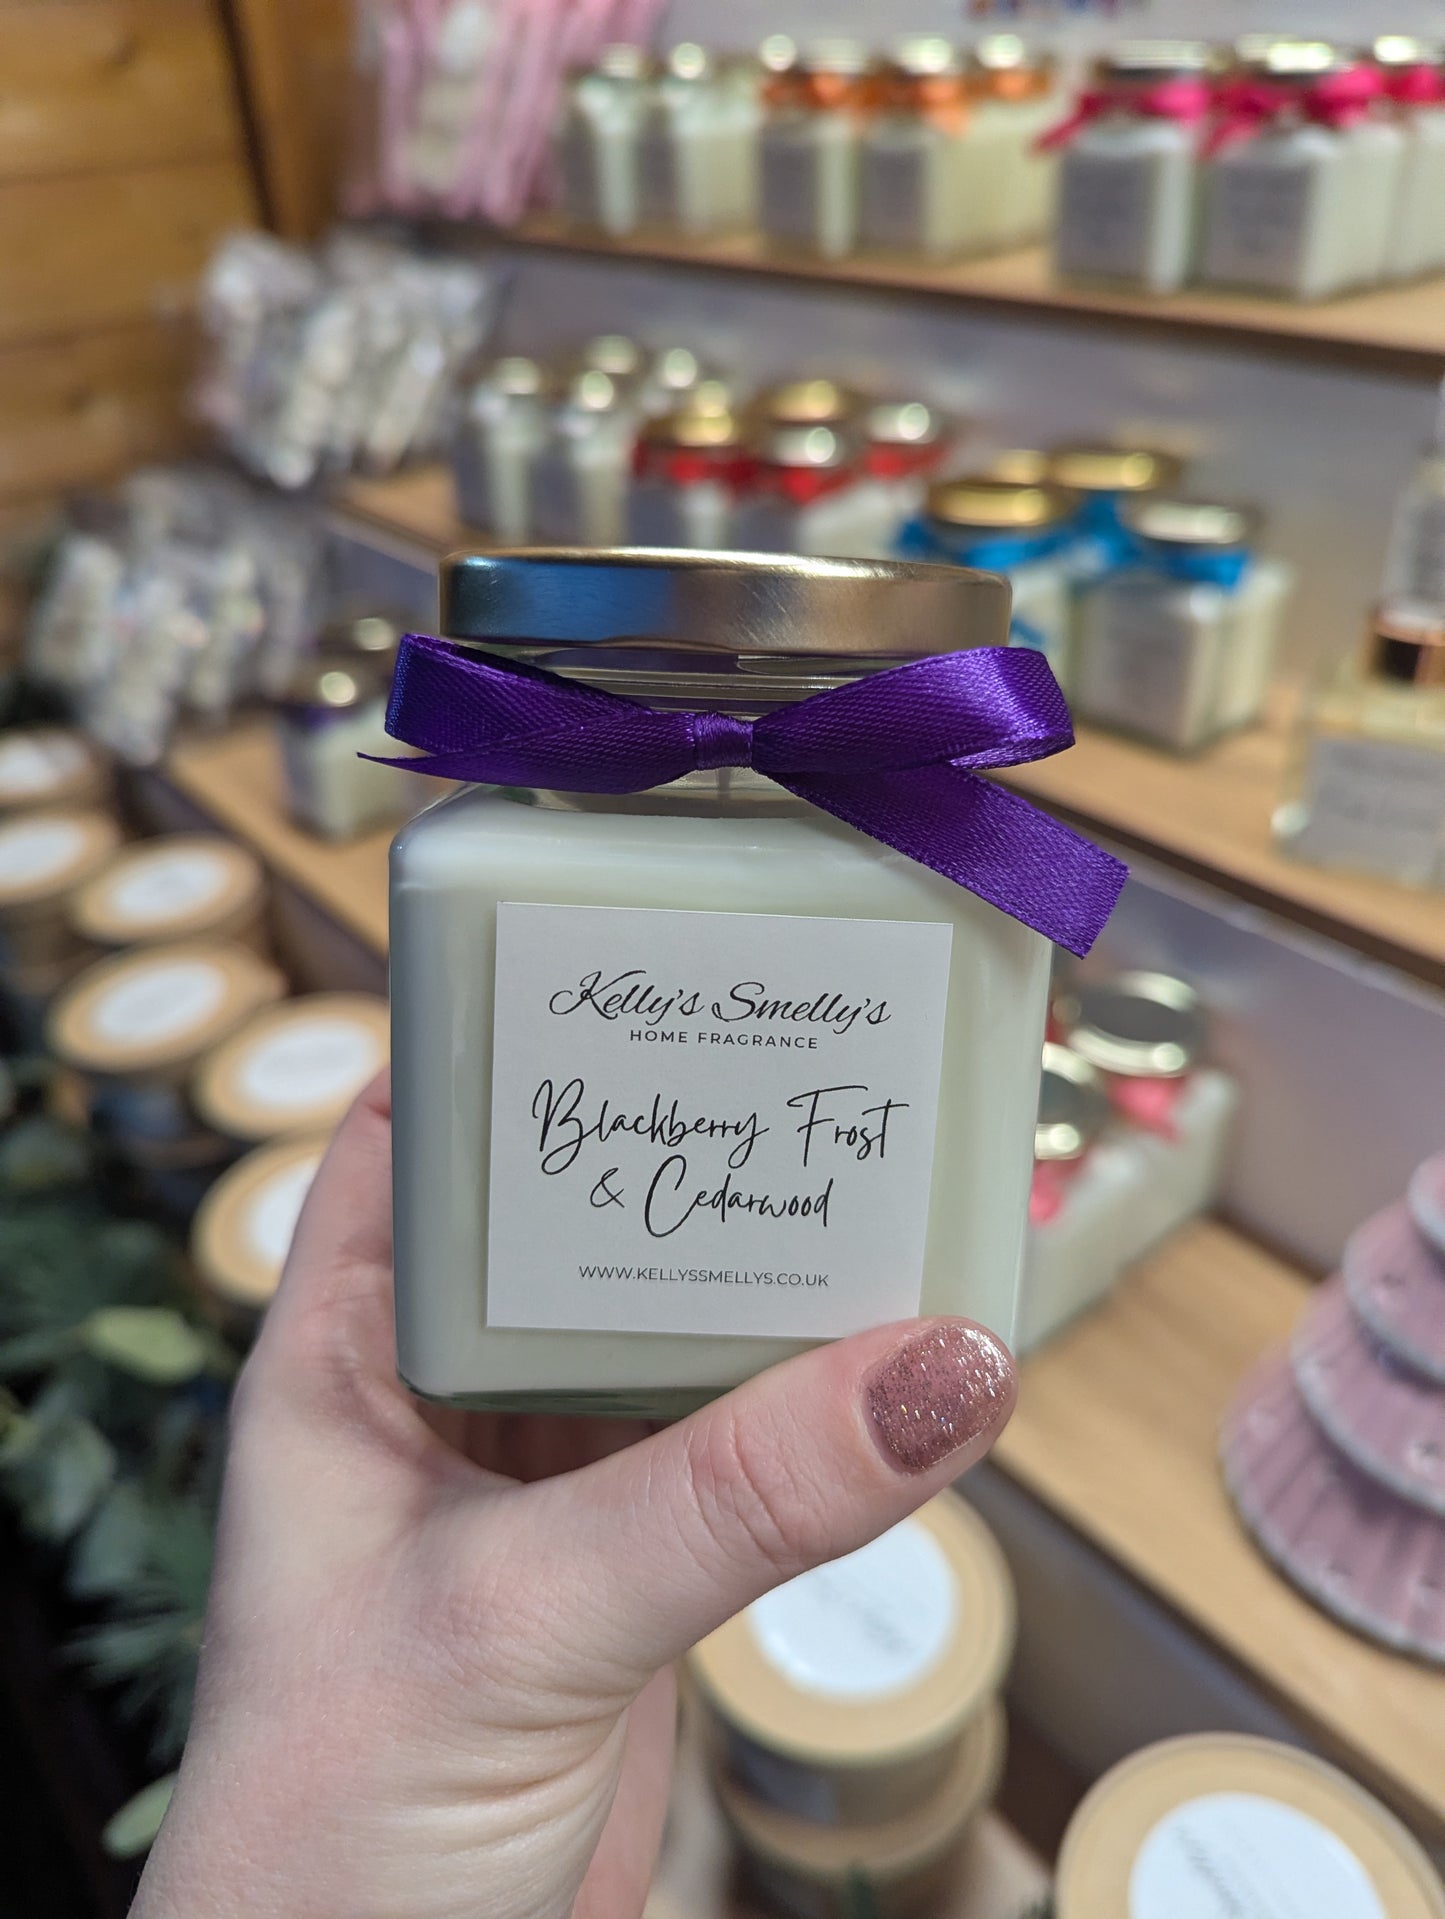 Kelly's Smelly's
HOME FRAGRANCE
Blackberry Frost
& Cedarwood
WWW.KELLYSSMELLYS.CO.UK